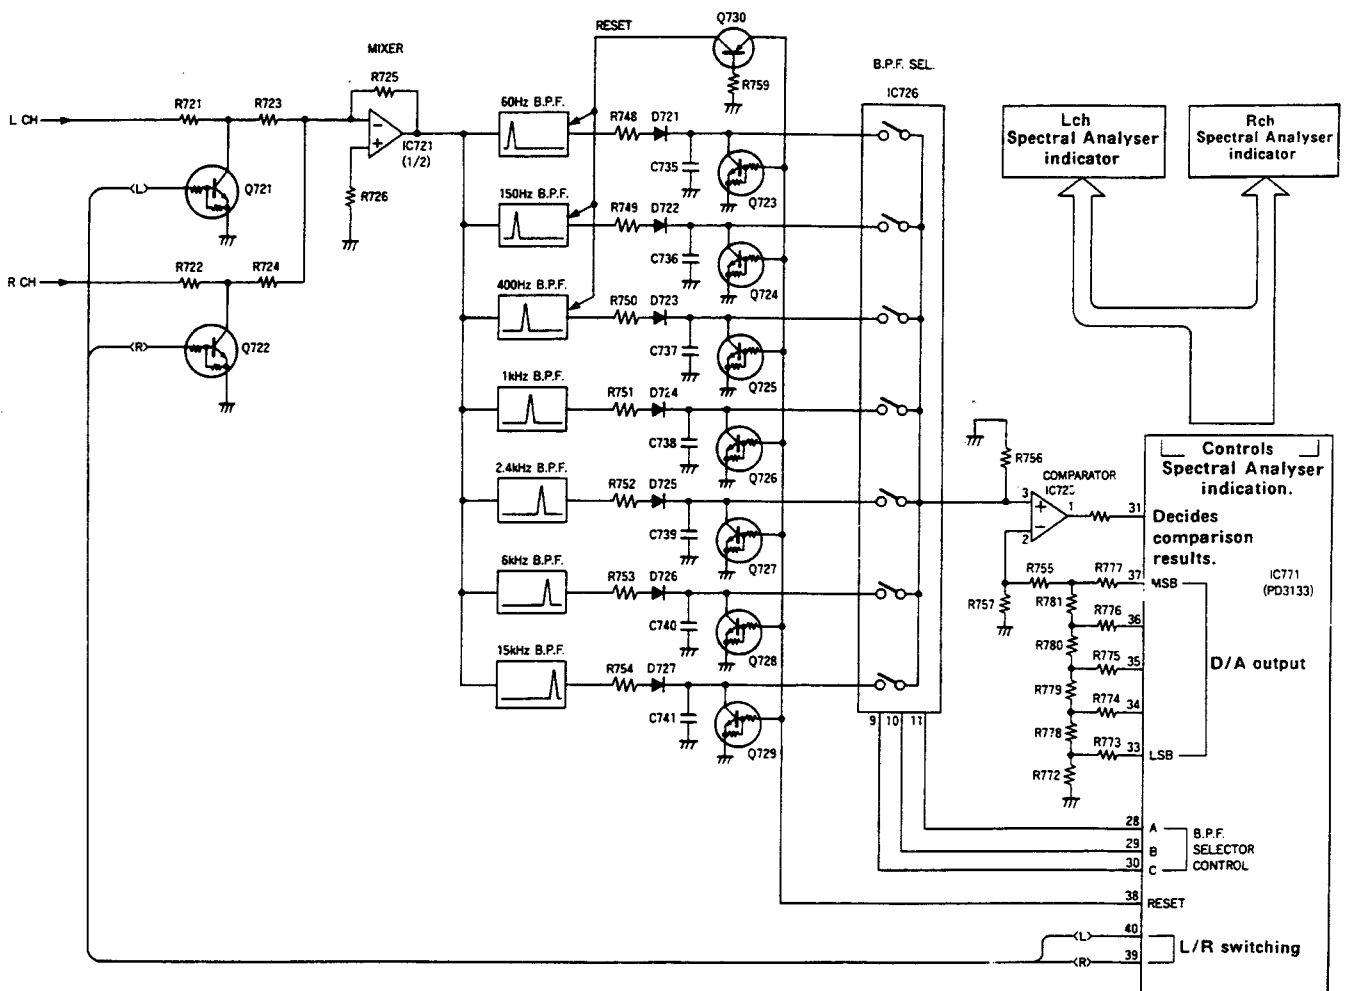 RESET
Q730
MIXER
R725
R759
B.P.F. SEL.
IC726
L CH
R721
R723
IC721
(1/2)
R726
(L)
Q721
R CH
R722
R724
(R)
Q722
60Hz B.P.F.
R748
D721
C735
Q723
150Hz B.P.F.
R749
D722
C736
Q724
400Hz B.P.F.
R750
D723
C737
Q725
1kHz B.P.F.
R751
D724
C738
Q726
2.4kHz B.P.F.
R752
D725
C739
Q727
6kHz B.P.F.
R753
D726
C740
Q728
15kHz B.P.F.
R754
D727
C741
Q729
9
10
11
Lch
Spectral Analyser
indicator
Rch
Spectral Analyser
indicator
R756
COMPARATOR
3
1
2
31
R755
R757
R777
37
MSB
R781
R776
36
R780
R775
35
R779
R774
34
R778
R773
33
LSB
R772
Controls
Spectral Analyser
indication.
Decides
comparison
results.
IC771
(PD3133)
D/A output
28
A
29
B
30
C
B.P.F.
SELECTOR
CONTROL
38
RESET
40
(L)
39
(R)
L/R switching